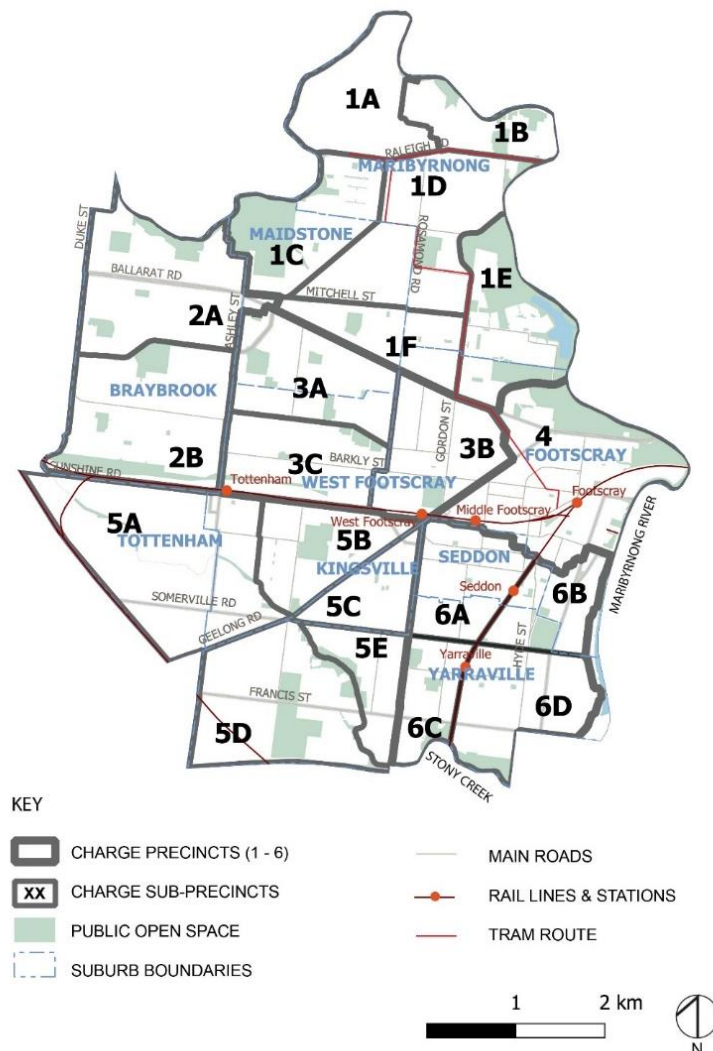 1A
1B
RALEIGH RD
MARIBYRNONG
1D
DUKE ST
MAIDSTONE
1C
ROSAMOND RD
BALLARAT RD
1E
MITCHELL ST
2A
ASHLEY ST
1F
3A
BRAYBROOK
GORDON ST
3B
4
FOOTSCRAY
2B
3C
BARKLY ST
SUNSHINE RD
Tottenham
WEST FOOTSCRAY
Footscray
5A
West Footscray
Middle Footscray
TOTTENHAM
5B
SEDDON
MARIBYRNONG RIVER
KINGSVILLE
Seddon
6B
SOMERVILLE RD
5C
6A
GEELONG RD
HYDE ST
5E
Yarraville
YARRAVILLE
FRANCIS ST
6D
5D
6C
STONY CREEK
KEY
CHARGE PRECINCTS (1 - 6)
MAIN ROADS
XX
CHARGE SUB-PRECINCTS
RAIL LINES & STATIONS
PUBLIC OPEN SPACE
TRAM ROUTE
SUBURB BOUNDARIES
1
2 km
N